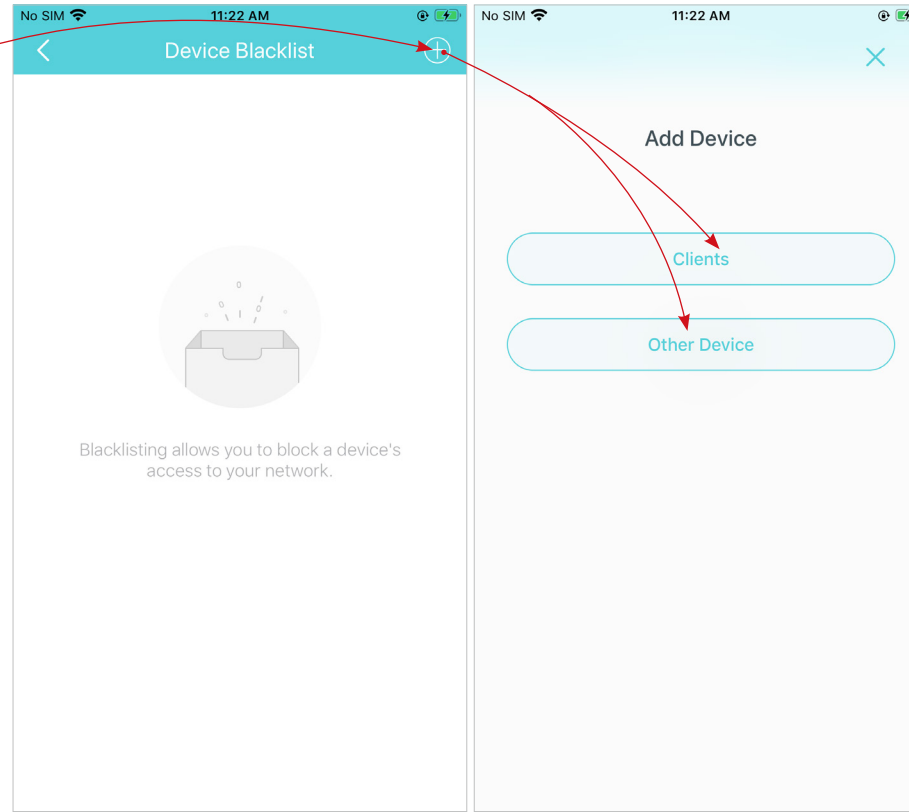 No SIM 11:22 AM
Device Blacklist
Blacklisting allows you to block a device's
access to your network.
No SIM 11:22 AM
Add Device
Clients
Other Device